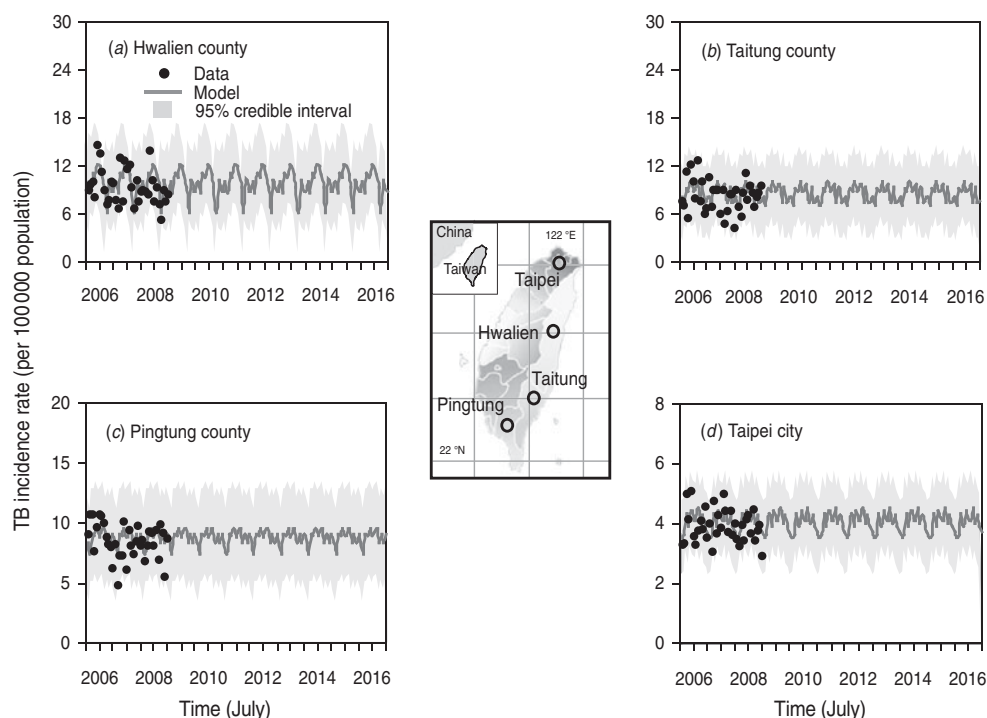 TB incidence rate (per 100 000 population)
30
24
18
12
6
0
(a) Hwalien county
Data
Model
95% credible interval
2006 2008 2010 2012 2014 2016
30
24
18
12
6
0
(b) Taitung county
2006 2008 2010 2012 2014 2016
China
Taiwan
122 °E
Taipei
Hwalien
Taitung
Pingtung
22 °N
20
15
10
5
0
(c) Pingtung county
2006 2008 2010 2012 2014 2016
Time (July)
8
6
4
2
0
(d) Taipei city
2006 2008 2010 2012 2014 2016
Time (July)